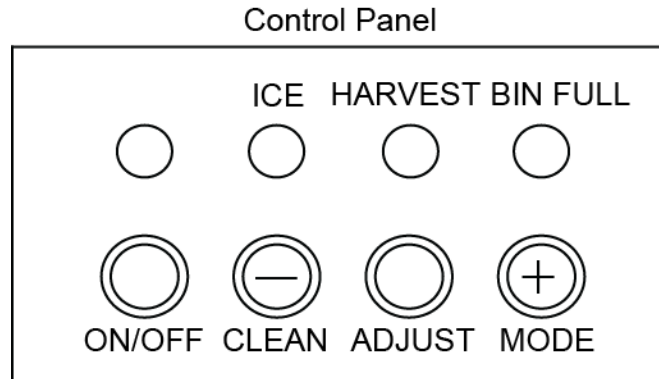 Control Panel
ICE HARVEST BIN FULL
− +
ON/OFF CLEAN ADJUST MODE